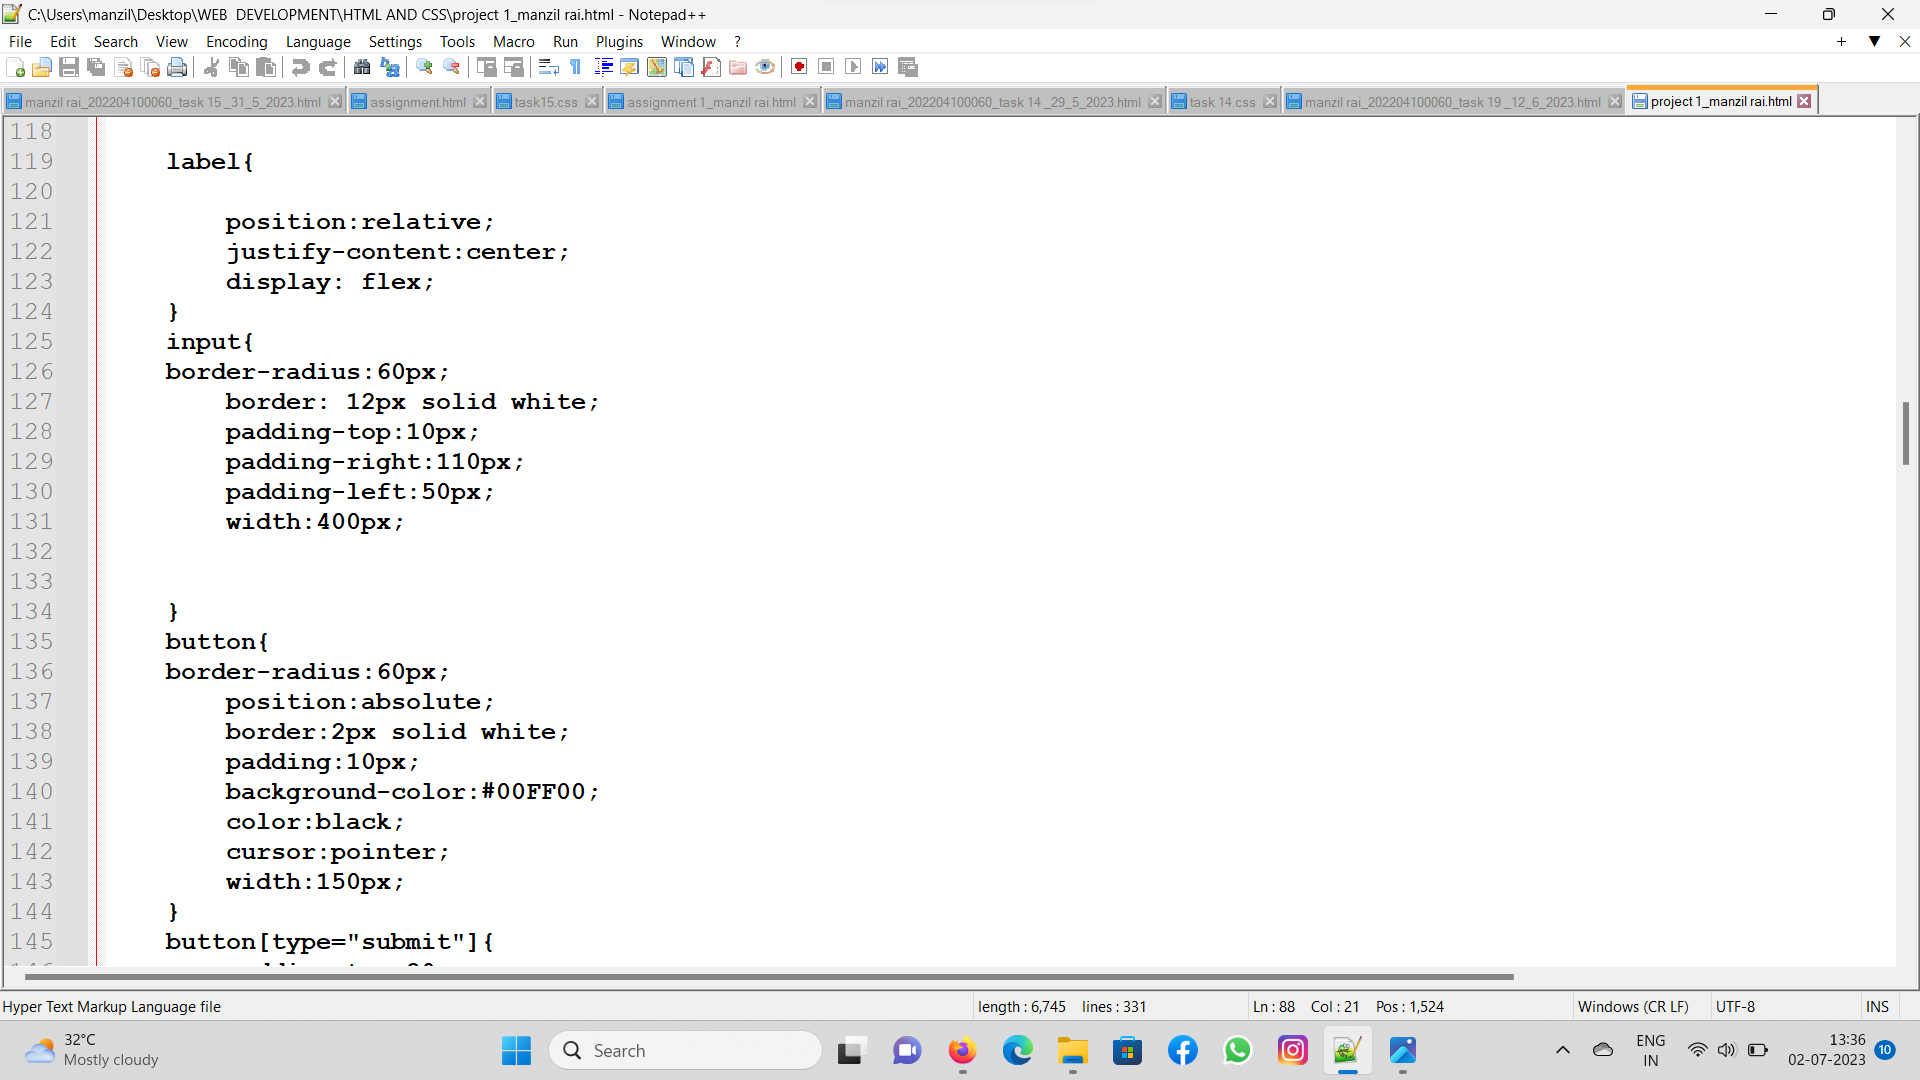 C:\Users\manzil\Desktop\WEB  DEVELOPMENT\HTML AND CSS\project 1_manzil rai.html - Notepad++
File Edit Search View Encoding Language Settings Tools Macro Run Plugins Window ?
manzil rai_202204100060_task 15 _31_5_2023.html assignment.html task15.css assignment 1_manzil rai.html manzil rai_202204100060_task 14 _29_5_2023.html task 14.css manzil rai_202204100060_task 19 _12_6_2023.html project 1_manzil rai.html
118
119 label{
120
121 position:relative;
122 justify-content:center;
123 display: flex;
124 }
125 input{
126 border-radius:60px;
127 border: 12px solid white;
128 padding-top:10px;
129 padding-right:110px;
130 padding-left:50px;
131 width:400px;
132
133
134 }
135 button{
136 border-radius:60px;
137 position:absolute;
138 border:2px solid white;
139 padding:10px;
140 background-color:#00FF00;
141 color:black;
142 cursor:pointer;
143 width:150px;
144 }
145 button[type="submit"]{
Hyper Text Markup Language file length : 6,745 lines : 331 Ln : 88 Col : 21 Pos : 1,524 Windows (CR LF) UTF-8 INS
32°C
Mostly cloudy
Search
ENG
IN
13:36
02-07-2023
10